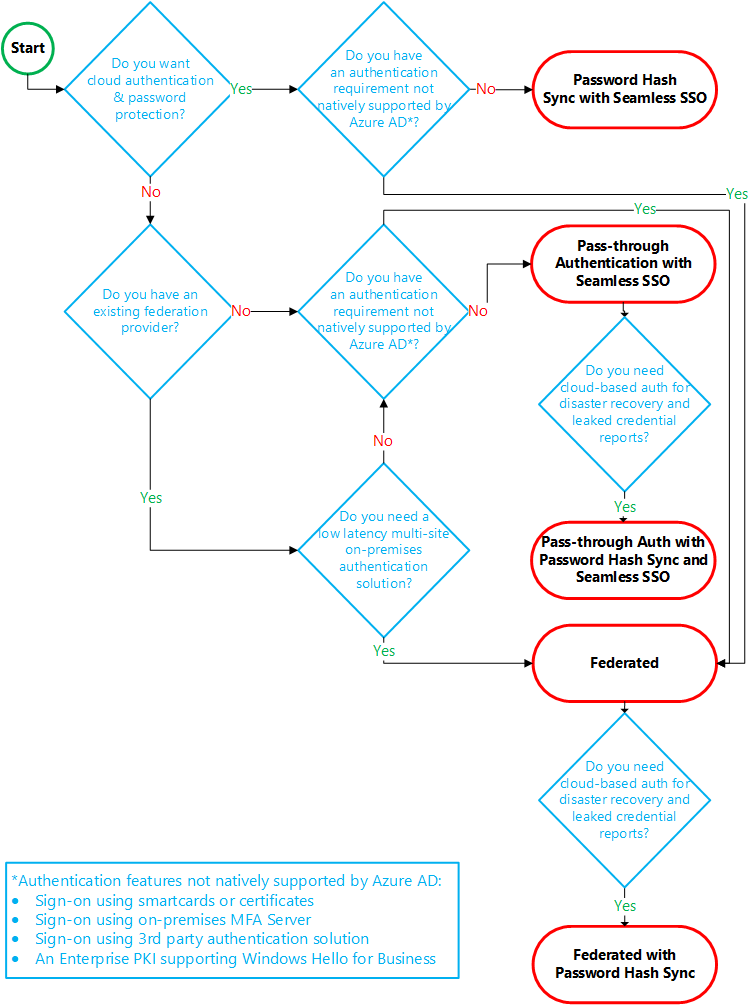 Start
Do you want
cloud authentication
& password
protection?
Yes
Do you have
an authentication
requirement not
natively supported by
Azure AD*?
No
Password Hash
Sync with Seamless SSO
No
Yes
Yes
Do you have an
existing federation
provider?
No
Do you have
an authentication
requirement not
natively supported by
Azure AD*?
No
Pass-through
Authentication with
Seamless SSO
Do you need
cloud-based auth for
disaster recovery and
leaked credential
reports?
No
Yes
Yes
Do you need a
low latency multi-site
on-premises
authentication
solution?
Pass-through Auth with
Password Hash Sync and
Seamless SSO
Yes
Federated
Do you need
cloud-based auth for
disaster recovery and
leaked credential
reports?
Yes
Federated with
Password Hash Sync
*Authentication features not natively supported by Azure AD:
• Sign-on using smartcards or certificates
• Sign-on using on-premises MFA Server
• Sign-on using 3rd party authentication solution
• An Enterprise PKI supporting Windows Hello for Business